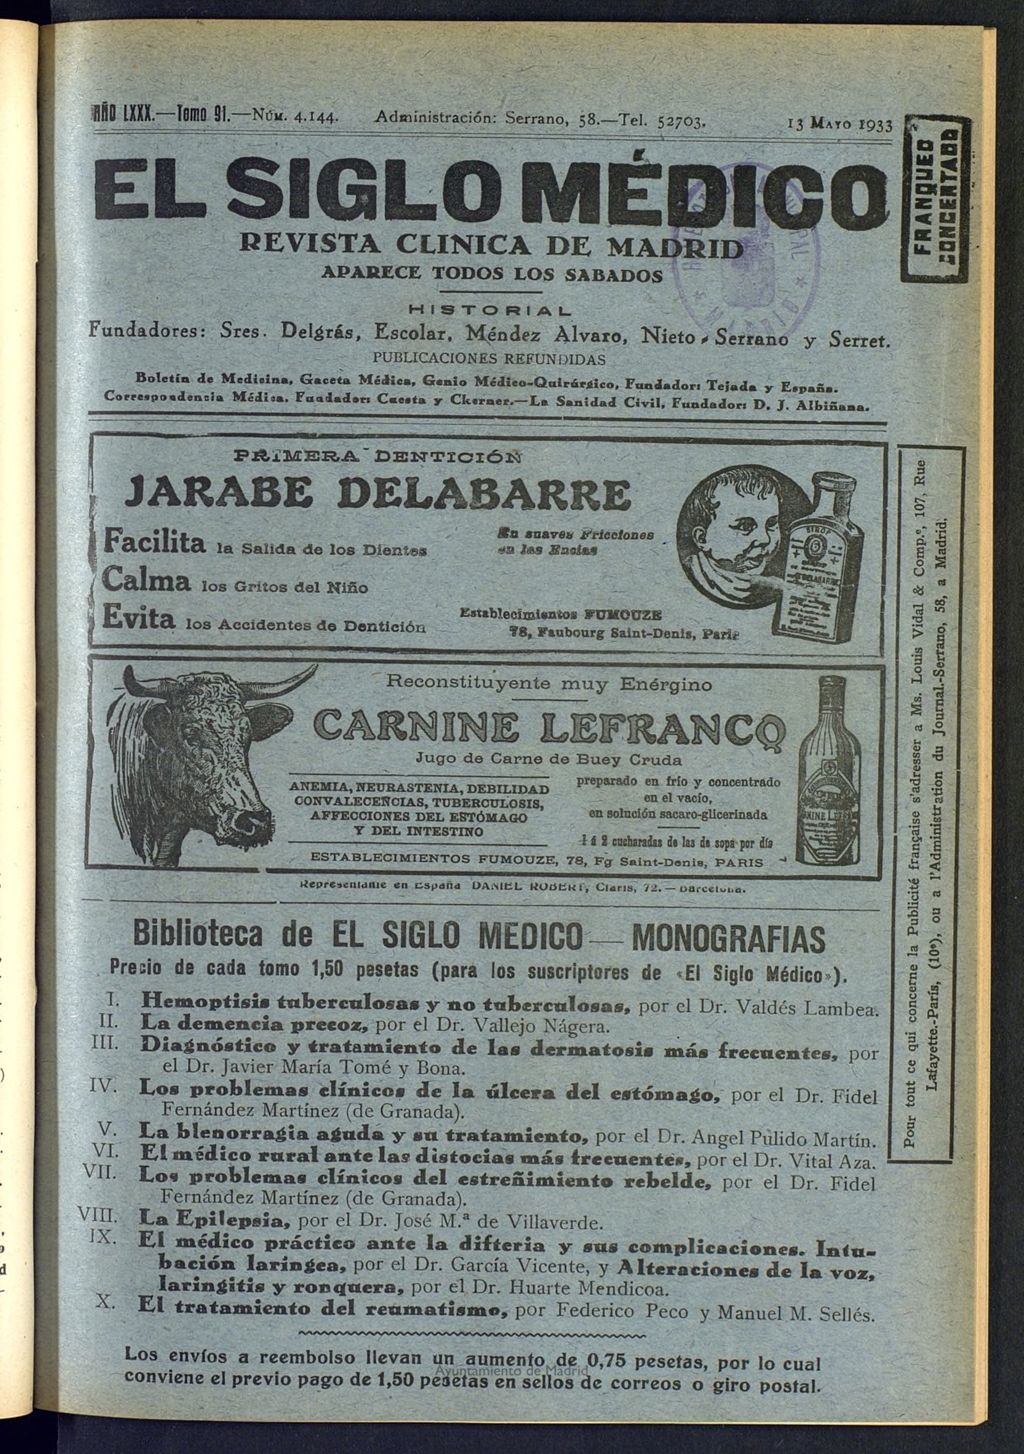 AÑO LXXX.—Tomo 91.—NÚM. 4.144. Administración: Serrano, 58.—Tel. 52703. 13 MAYO 1933
FRANQUEO
CONCERTADO
EL SIGLO MÉDICO
REVISTA CLINICA DE MADRID
APARECE TODOS LOS SABADOS
HISTORIAL
Fundadores: Sres. Delgrás, Escolar, Méndez Alvaro, Nieto Serrano y Serret.
PUBLICACIONES REFUNDIDAS
Boletín de Medicina, Gaceta Médica, Genio Médico-Quirúrgico, Fundador: Tejada y España.
Correspondencia Médica. Fundador: Cuesta y Ckerner.—La Sanidad Civil, Fundador: D. J. Albiñana.
PRIMERA DENTICIÓN
JARABE DELABARRE
Facilita la Salida de los Dientes
En suaves Fricciones
en las Encias
Calma los Gritos del Niño
Evita los Accidentes de Dentición
Establecimientos FUMOUZE
78, Faubourg Saint-Denis, Paris
SIROP
DELABARRE
Reconstituyente muy Enérgino
CARNINE LEFRANCQ
Jugo de Carne de Buey Cruda
ANEMIA, NEURASTENIA, DEBILIDAD
CONVALECENCIAS, TUBERCULOSIS,
AFFECCIONES DEL ESTÓMAGO
Y DEL INTESTINO
preparado en frío y concentrado
en el vacío,
en solución sacaro-glicerinada
1 á 2 cucharadas de las de sopa por día
ESTABLECIMIENTOS FUMOUZE, 78, Fg Saint-Denis, PARIS
Representante en España DANIEL ROBERT, Claris, 72.—Barcelona.
Pour tout ce qui concerne la Publicité française s'adresser a Ms. Louis Vidal & Comp.ª, 107, Rue
Lafayette.-París, (10e), ou a l'Administration du Journal.-Serrano, 58, a Madrid.
Biblioteca de EL SIGLO MEDICO—MONOGRAFIAS
Precio de cada tomo 1,50 pesetas (para los suscriptores de «El Siglo Médico»).
I. Hemoptisis tuberculosas y no tuberculosas, por el Dr. Valdés Lambea.
II. La demencia precoz, por el Dr. Vallejo Nágera.
III. Diagnóstico y tratamiento de las dermatosis más frecuentes, por
el Dr. Javier María Tomé y Bona.
IV. Los problemas clínicos de la úlcera del estómago, por el Dr. Fidel
Fernández Martínez (de Granada).
V. La blenorragia aguda y su tratamiento, por el Dr. Angel Púlido Martín.
VI. El médico rural ante las distocias más frecuentes, por el Dr. Vital Aza.
VII. Los problemas clínicos del estreñimiento rebelde, por el Dr. Fidel
Fernández Martínez (de Granada).
VIII. La Epilepsia, por el Dr. José M.ª de Villaverde.
IX. El médico práctico ante la difteria y sus complicaciones. Intu-
bación laríngea, por el Dr. García Vicente, y Alteraciones de la voz,
laringitis y ronquera, por el Dr. Huarte Mendicoa.
X. El tratamiento del reumatismo, por Federico Peco y Manuel M. Sellés.
Los envíos a reembolso llevan un aumento de 0,75 pesetas, por lo cual
conviene el previo pago de 1,50 pesetas en sellos de correos o giro postal.
Ayuntamiento de Madrid